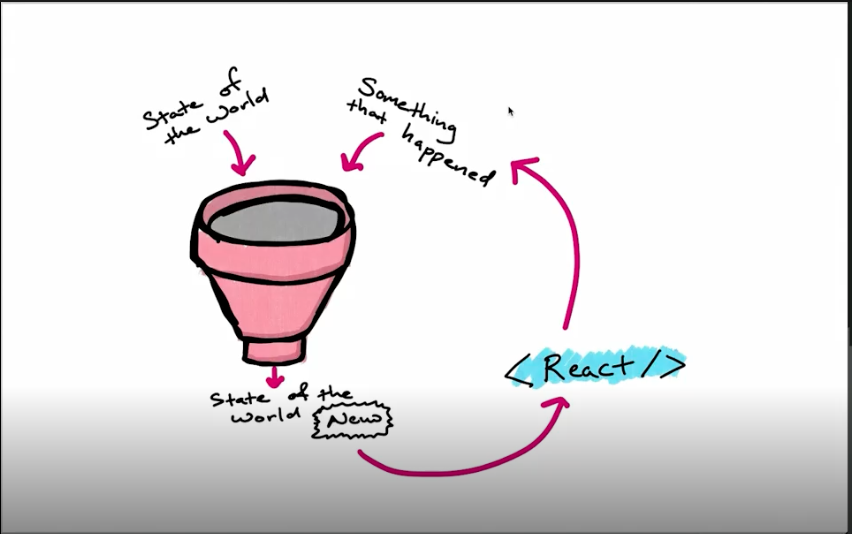 State of
the world
Something
that happened
State of the
world New
<React/>